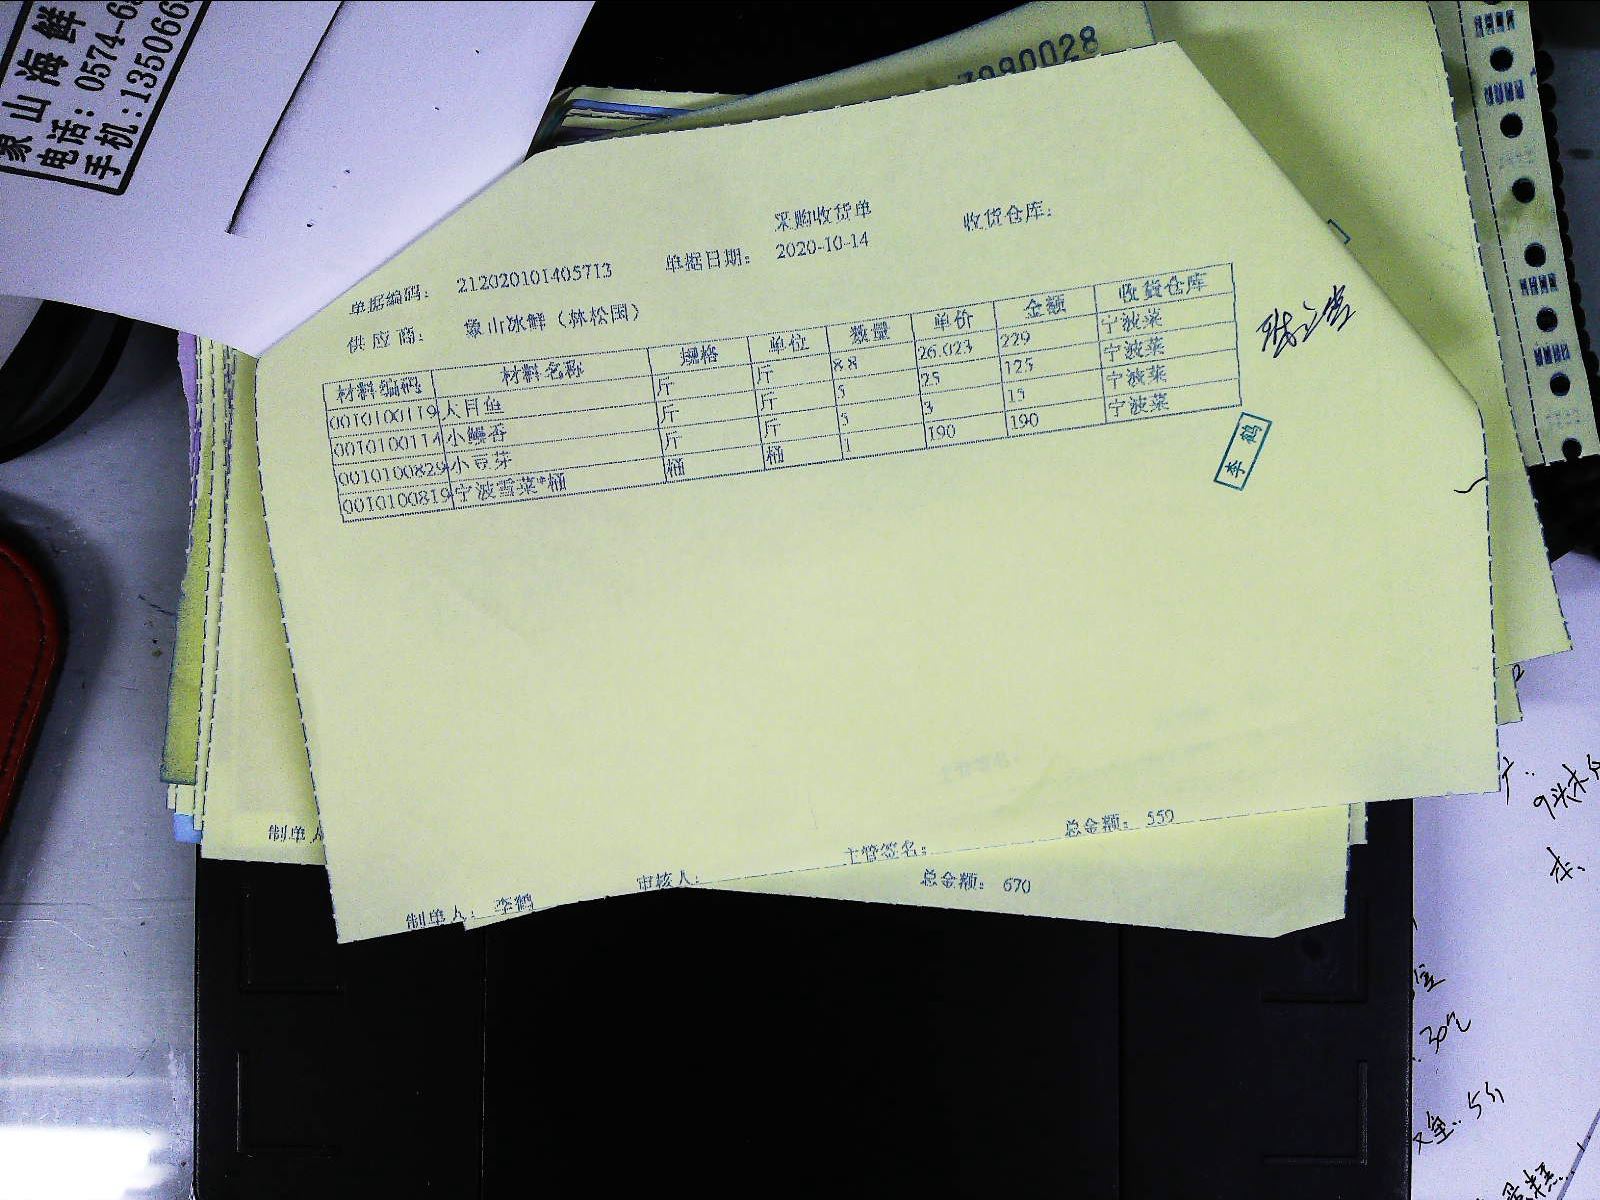 象山海鲜
电话：0574-6
手机：1350668
7990028
采购收货单
单据编码： 212020101405713 单据日期： 2020-10-14 收货仓库：
供应商： 象山冰鲜（林松国）
材料编码 材料名称 规格 单位 数量 单价 金额 收货仓库
0010100119 大目鱼 斤 斤 8.8 26.023 229 宁波菜
0010100114 小鳗香 斤 斤 5 25 125 宁波菜
0010100829 小豆芽 斤 斤 5 3 15 宁波菜
0010100819 宁波雪菜*桶 桶 桶 1 190 190 宁波菜
李鹤
制单人： 李鹤 审核人： 主管签名： 总金额： 559
制单人 总金额： 670